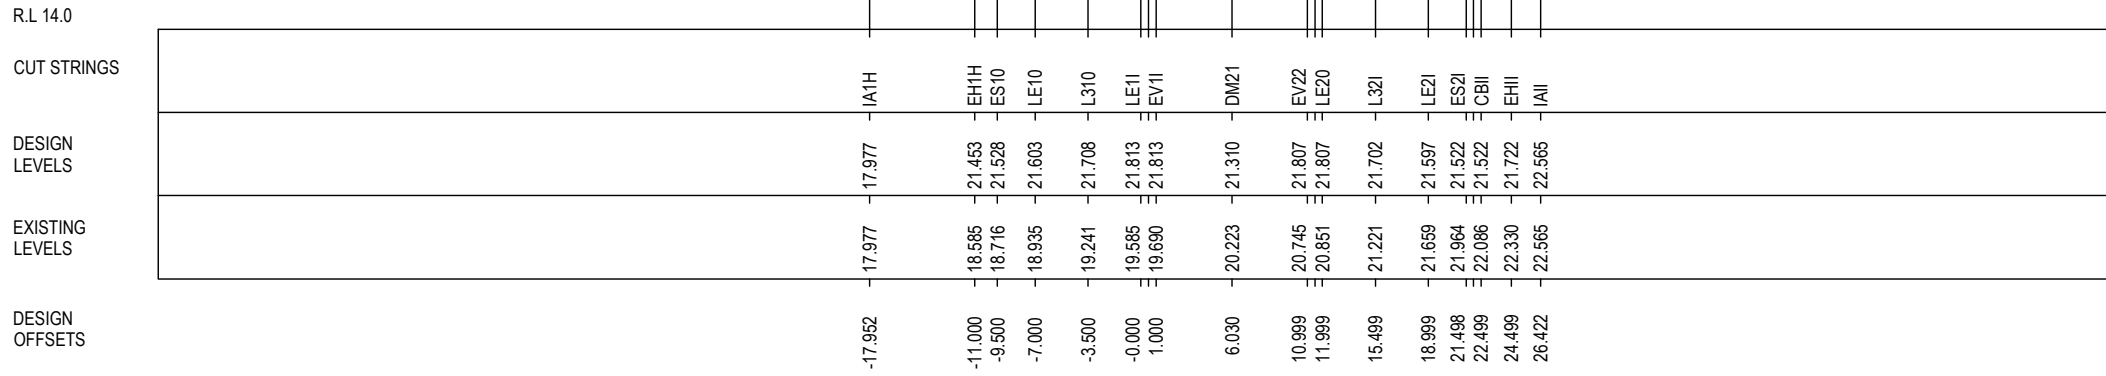 R.L 14.0
CUT STRINGS
IA1H EH1H ES10 LE10 L310 LE1I EV1I DM21 EV22 LE20 L32I LE2I ES2I CBII EHII IAII
DESIGN
LEVELS
17.977 21.453 21.528 21.603 21.708 21.813 21.813 21.310 21.807 21.807 21.702 21.597 21.522 21.522 21.722 22.565
EXISTING
LEVELS
17.977 18.585 18.716 18.935 19.241 19.585 19.690 20.223 20.745 20.851 21.221 21.659 21.964 22.086 22.330 22.565
DESIGN
OFFSETS
-17.952 -11.000 -9.500 -7.000 -3.500 -0.000 1.000 6.030 10.999 11.999 15.499 18.999 21.498 22.499 24.499 26.422